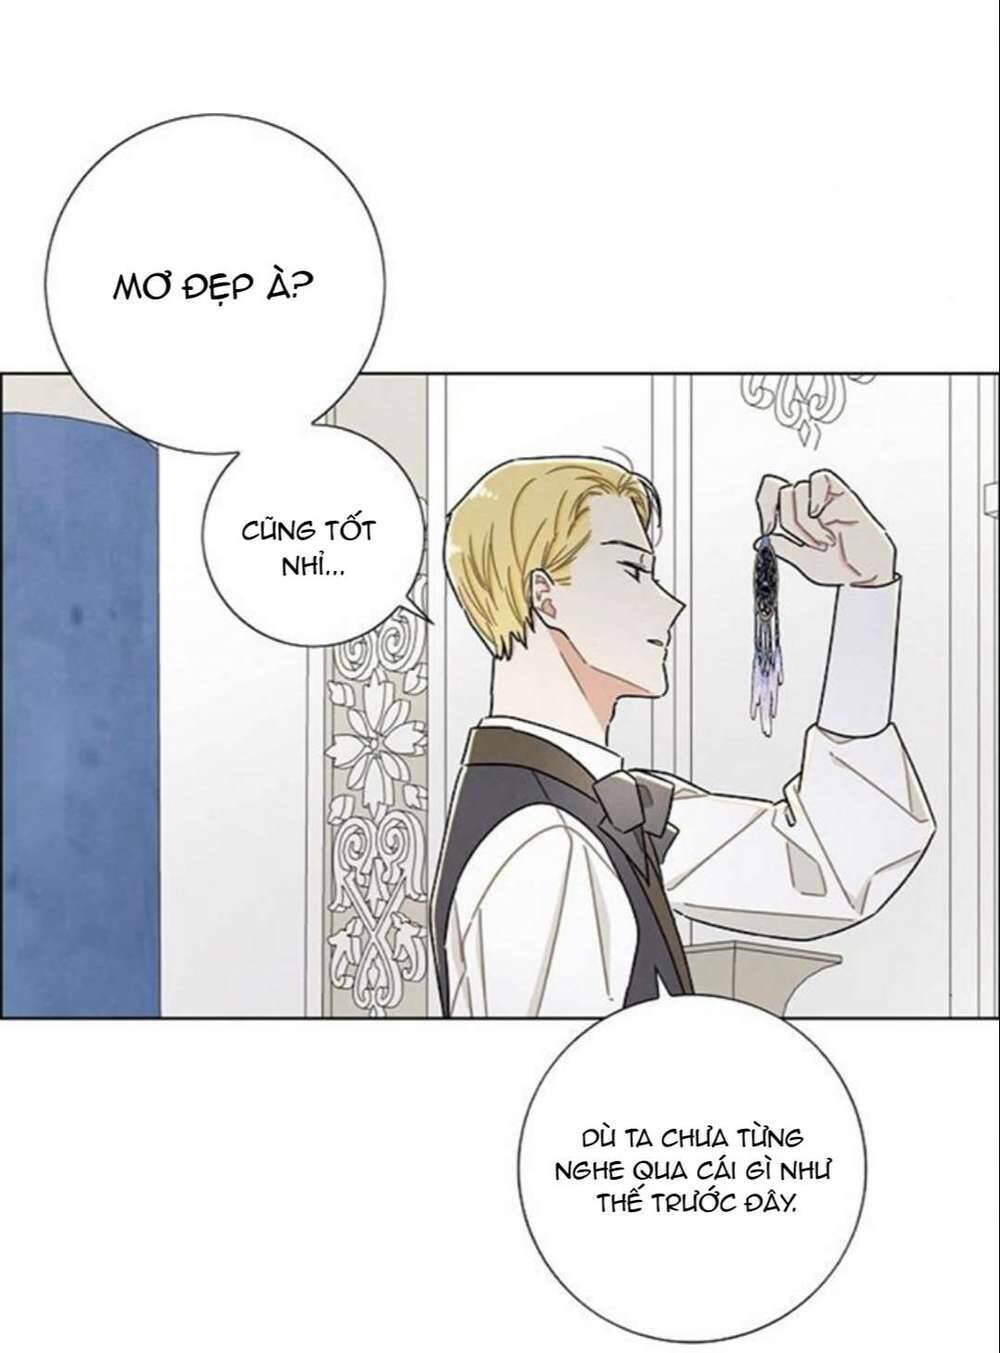 MƠ ĐẸP À?
CŨNG TỐT
NHỈ...
DÙ TA CHƯA TỪNG
NGHE QUA CÁI GÌ NHƯ
THẾ TRƯỚC ĐÂY.